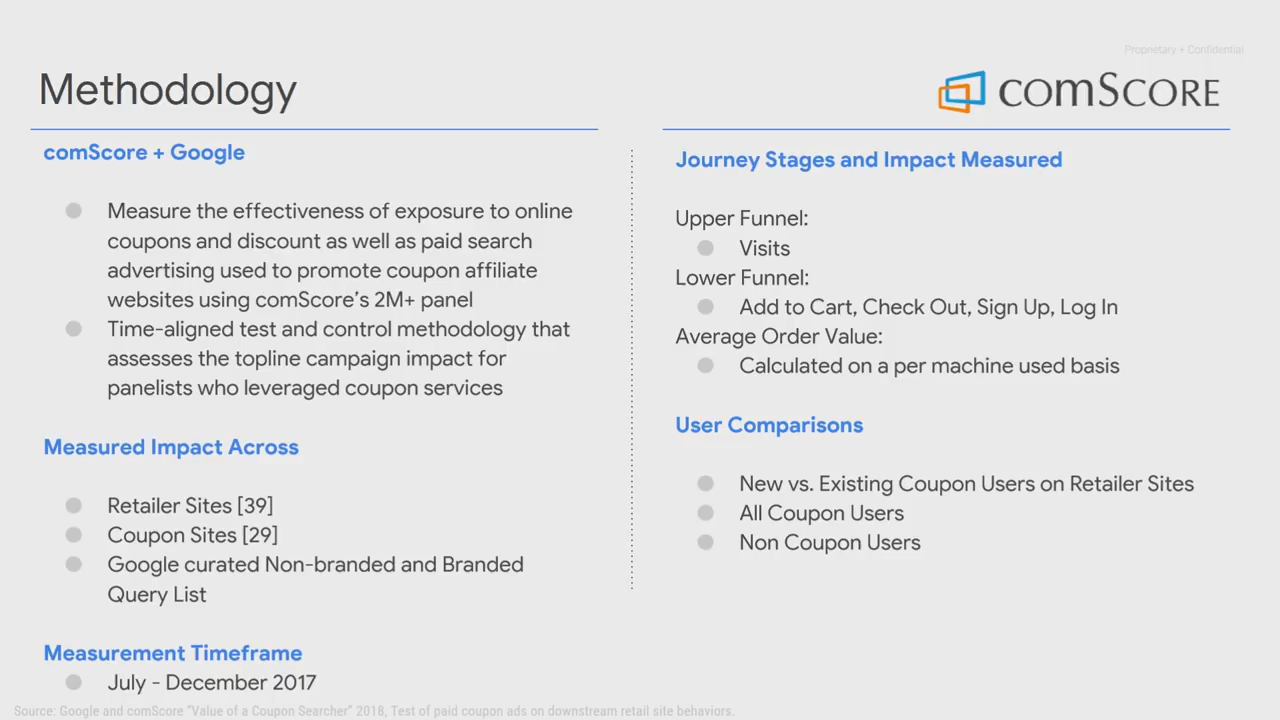 Proprietary + Confidential
Methodology
comScore
comScore + Google
Measure the effectiveness of exposure to online
coupons and discount as well as paid search
advertising used to promote coupon affiliate
websites using comScore's 2M+ panel
Time-aligned test and control methodology that
assesses the topline campaign impact for
panelists who leveraged coupon services
Measured Impact Across
Retailer Sites [39]
Coupon Sites [29]
Google curated Non-branded and Branded
Query List
Measurement Timeframe
July - December 2017
Journey Stages and Impact Measured
Upper Funnel:
Visits
Lower Funnel:
Add to Cart, Check Out, Sign Up, Log In
Average Order Value:
Calculated on a per machine used basis
User Comparisons
New vs. Existing Coupon Users on Retailer Sites
All Coupon Users
Non Coupon Users
Source: Google and comScore “Value of a Coupon Searcher” 2018, Test of paid coupon ads on downstream retail site behaviors.